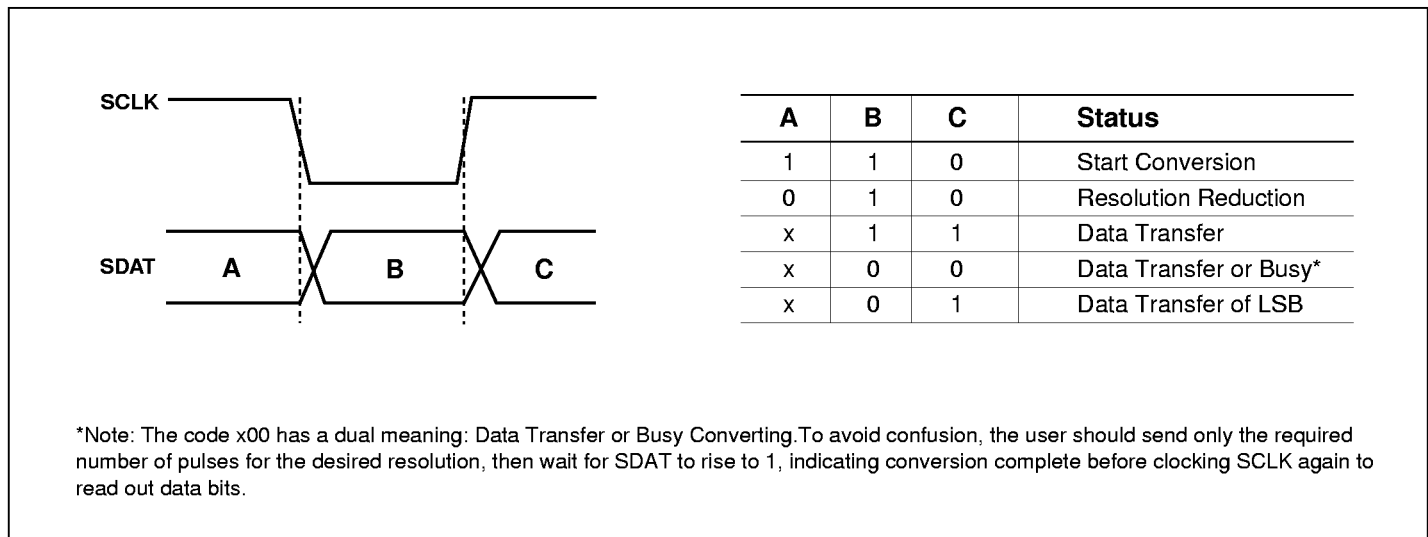 SCLK
SDAT
A
B
C
A B C Status
1 1 0 Start Conversion
0 1 0 Resolution Reduction
x 1 1 Data Transfer
x 0 0 Data Transfer or Busy*
x 0 1 Data Transfer of LSB
*Note: The code x00 has a dual meaning: Data Transfer or Busy Converting.To avoid confusion, the user should send only the required
number of pulses for the desired resolution, then wait for SDAT to rise to 1, indicating conversion complete before clocking SCLK again to
read out data bits.